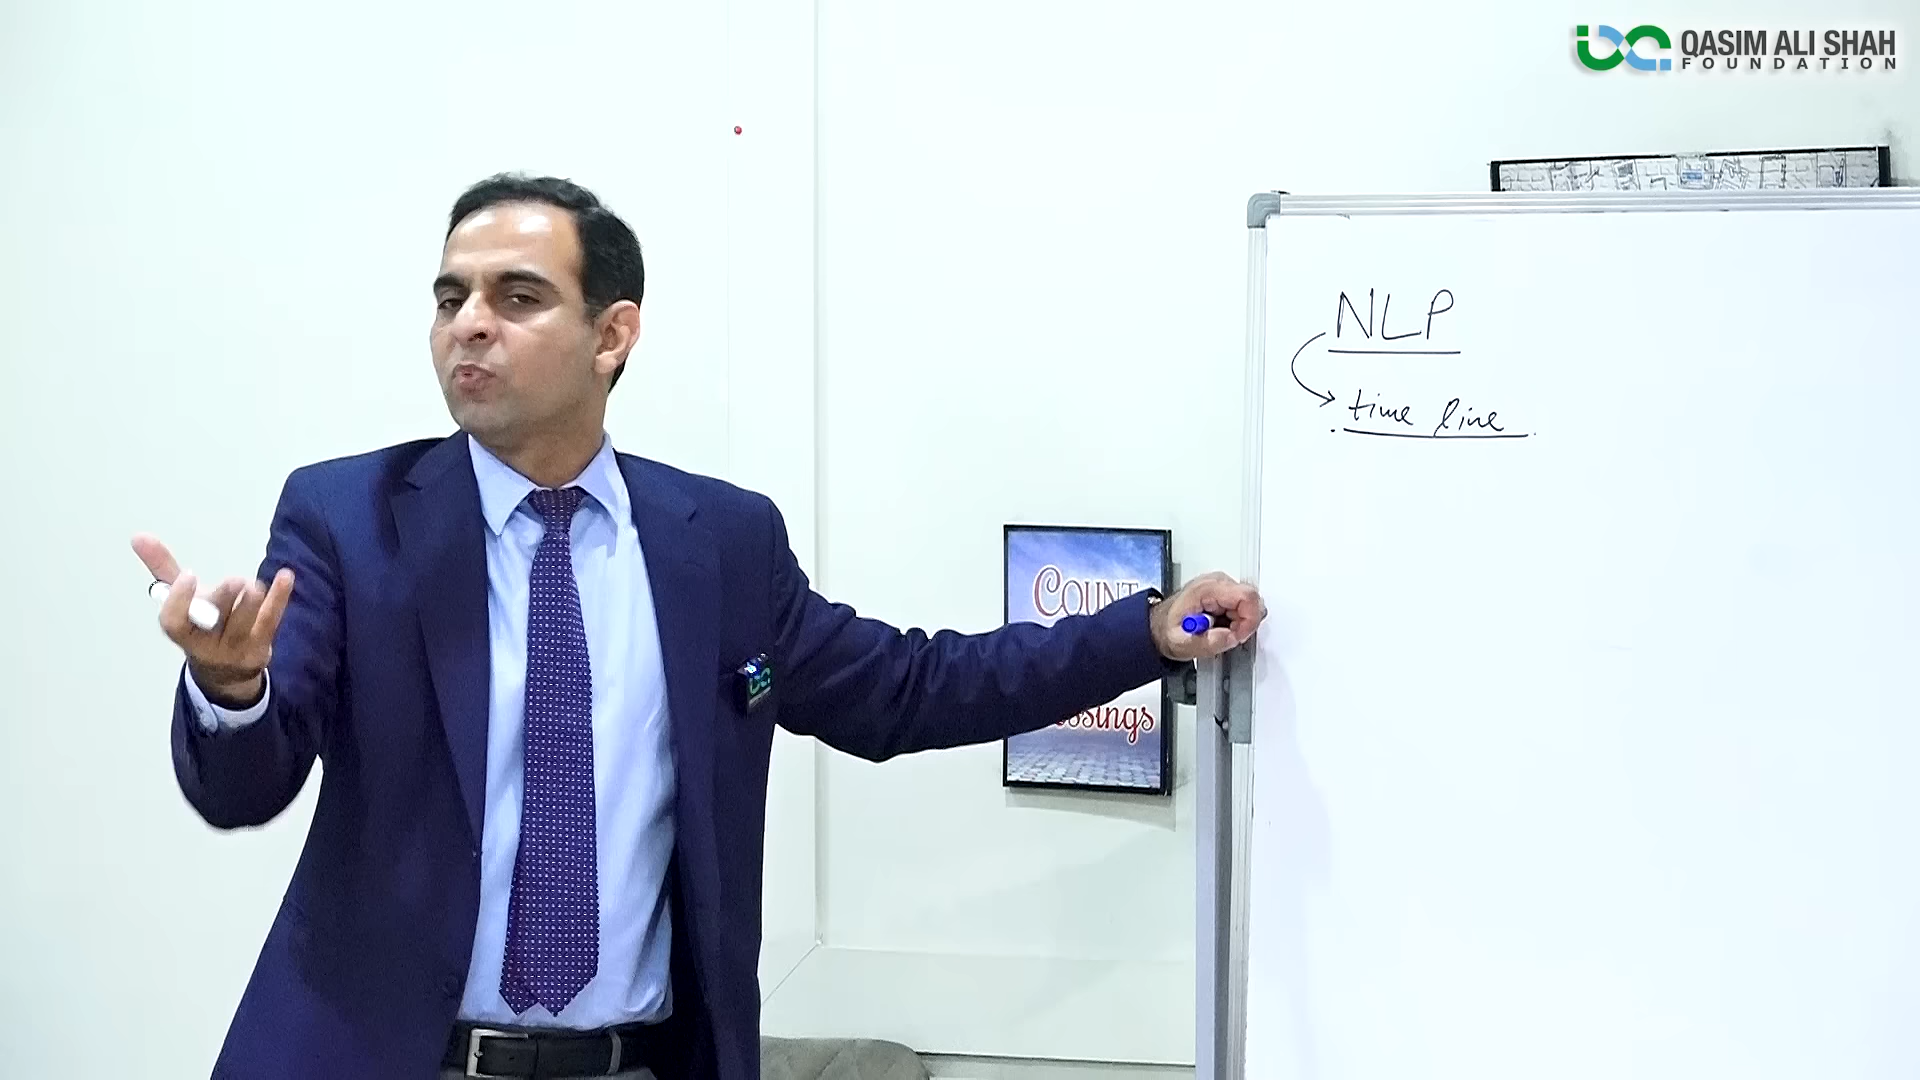 QASIM ALI SHAH
FOUNDATION
NLP
time line
COUNT
ssings